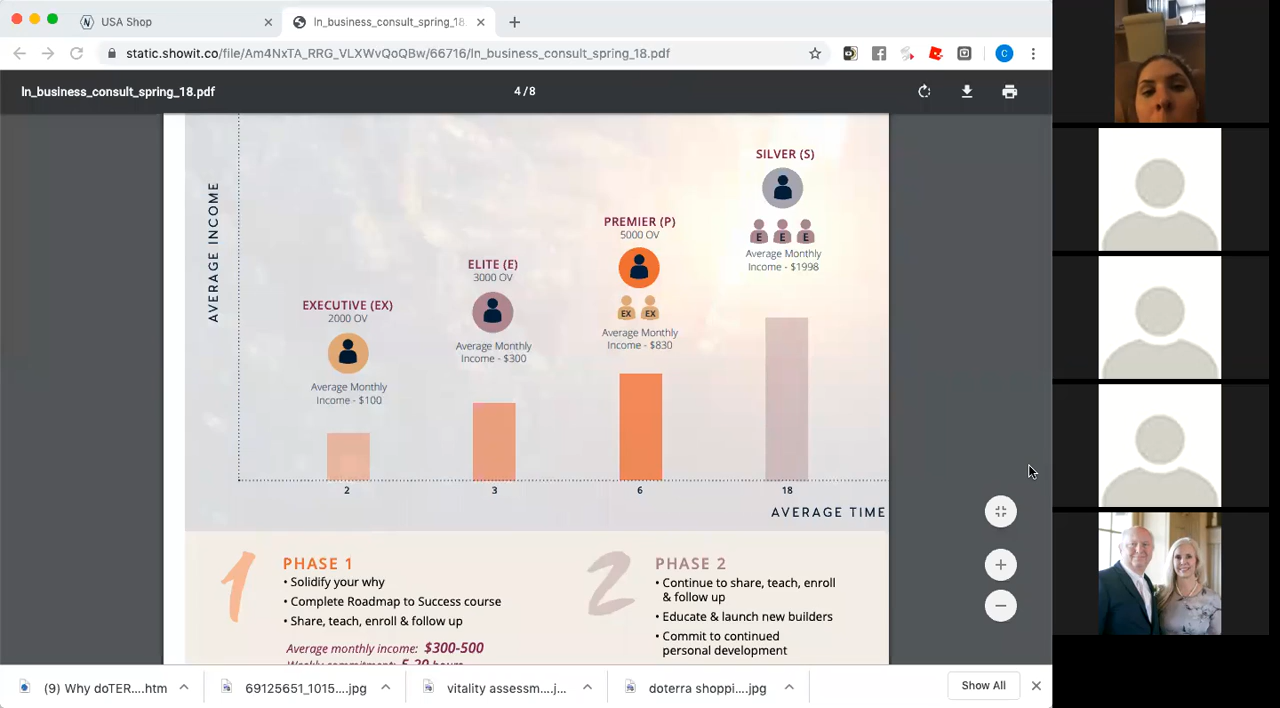 USA Shop
ln_business_consult_spring_18.
static.showit.co/file/Am4NxTA_RRG_VLXWvQoQBw/66716/ln_business_consult_spring_18.pdf
C
ln_business_consult_spring_18.pdf
4/8
AVERAGE INCOME
SILVER (S)
E E E
Average Monthly
Income - $1998
PREMIER (P)
5000 OV
EX EX
Average Monthly
Income - $830
ELITE (E)
3000 OV
Average Monthly
Income - $300
EXECUTIVE (EX)
2000 OV
Average Monthly
Income - $100
2 3 6 18
AVERAGE TIME
1
PHASE 1
• Solidify your why
• Complete Roadmap to Success course
• Share, teach, enroll & follow up
Average monthly income: $300-500
Weekly commitment: 5-20 hours
2
PHASE 2
• Continue to share, teach, enroll
& follow up
• Educate & launch new builders
• Commit to continued
personal development
(9) Why doTER....htm
69125651_1015....jpg
vitality assessm....j...
doterra shoppi....jpg
Show All